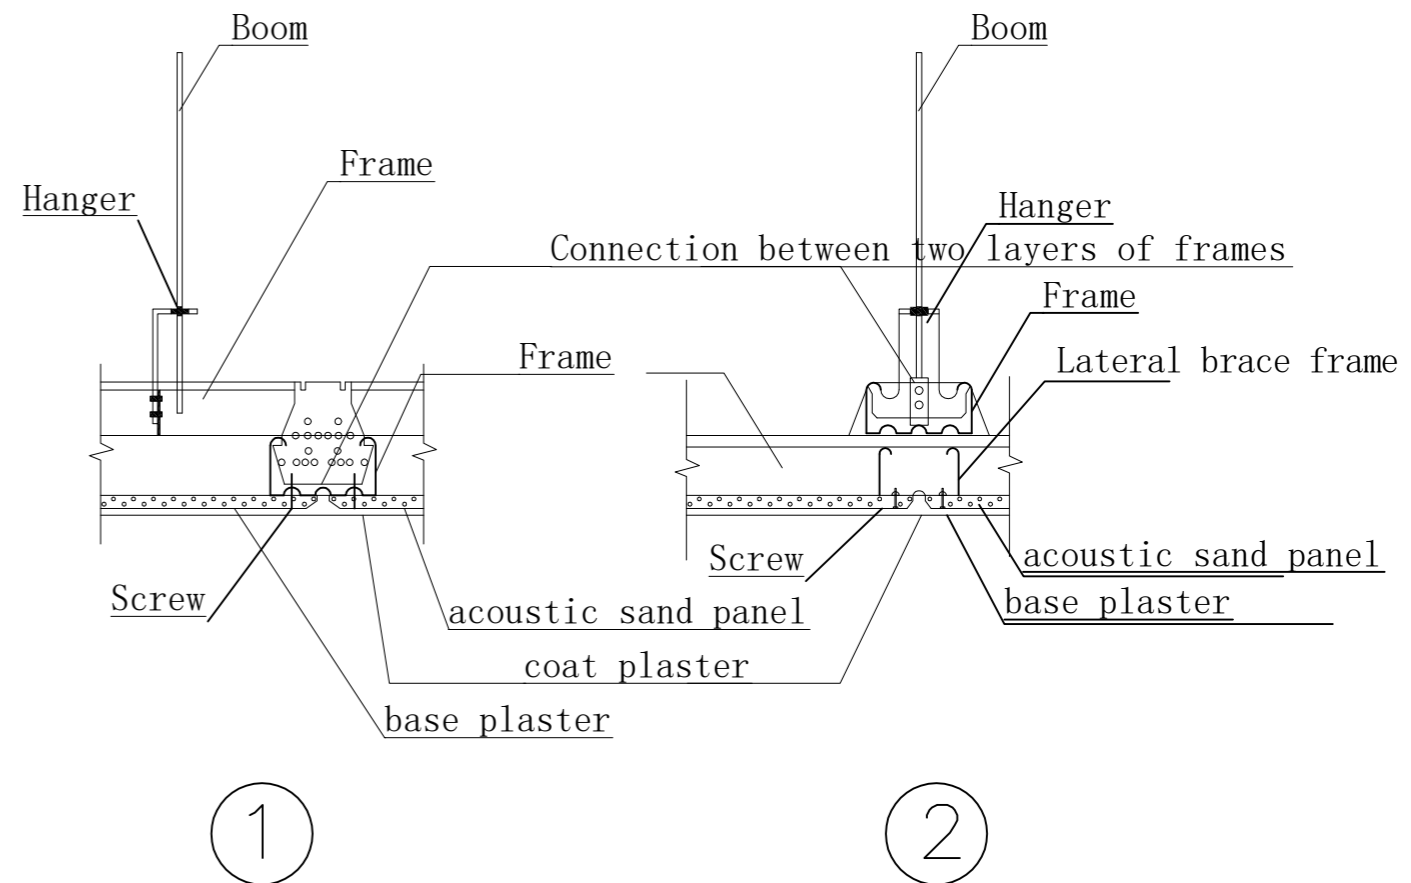 Boom
Boom
Frame
Hanger
Hanger
Connection between two layers of frames
Frame
Frame
Lateral brace frame
Screw
acoustic sand panel
Screw
base plaster
acoustic sand panel
coat plaster
base plaster
1
2